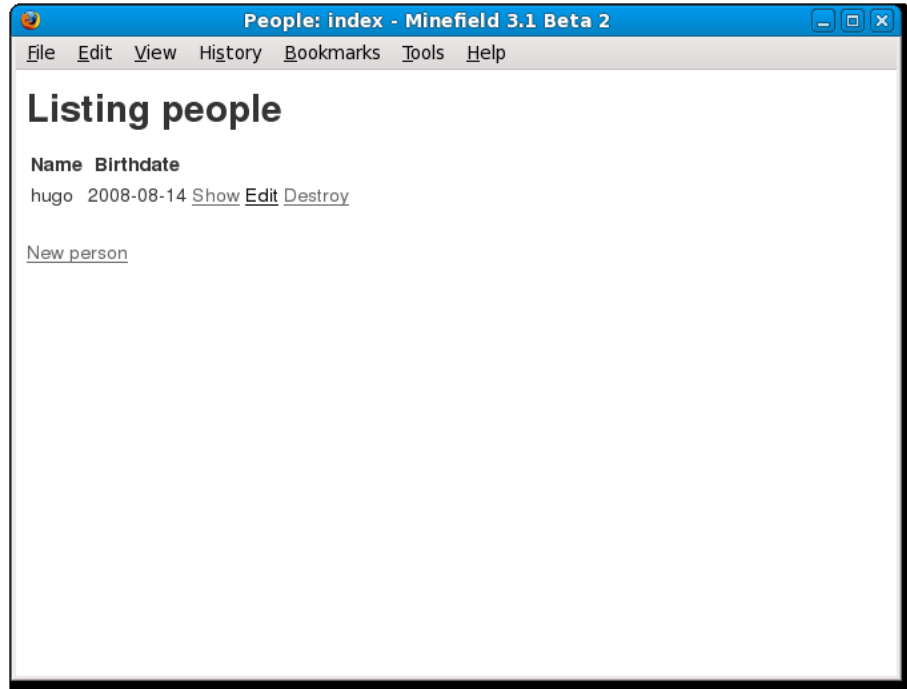 People: index - Minefield 3.1 Beta 2
File Edit View History Bookmarks Tools Help
Listing people
Name Birthdate
hugo 2008-08-14 Show Edit Destroy
New person